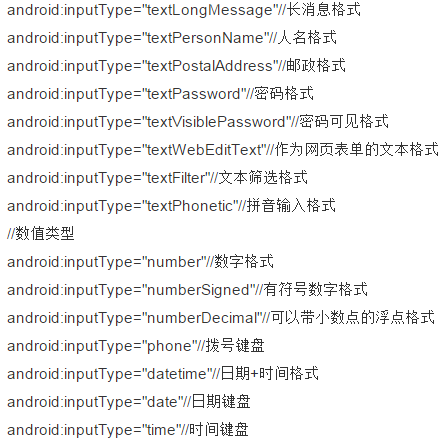 android:inputType="textLongMessage"//长消息格式
android:inputType="textPersonName"//人名格式
android:inputType="textPostalAddress"//邮政格式
android:inputType="textPassword"//密码格式
android:inputType="textVisiblePassword"//密码可见格式
android:inputType="textWebEditText"//作为网页表单的文本格式
android:inputType="textFilter"//文本筛选格式
android:inputType="textPhonetic"//拼音输入格式
//数值类型
android:inputType="number"//数字格式
android:inputType="numberSigned"//有符号数字格式
android:inputType="numberDecimal"//可以带小数点的浮点格式
android:inputType="phone"//拨号键盘
android:inputType="datetime"//日期+时间格式
android:inputType="date"//日期键盘
android:inputType="time"//时间键盘